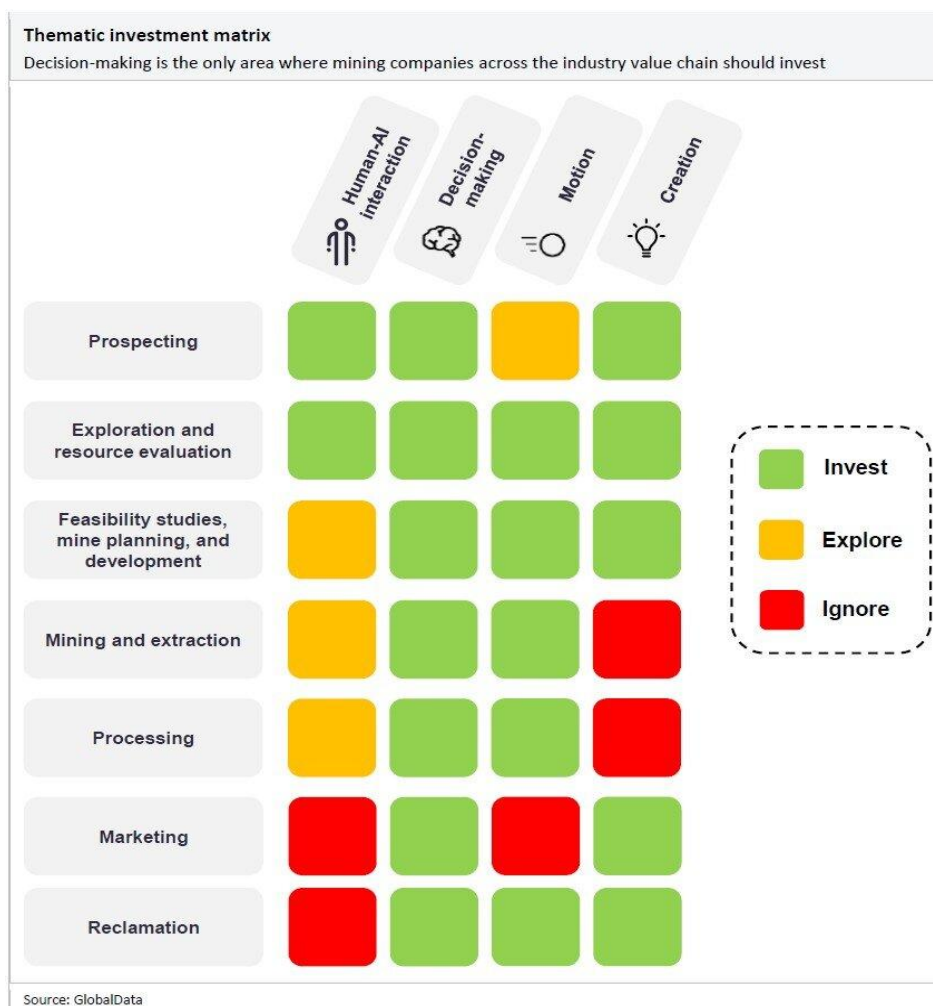 Thematic investment matrix
Decision-making is the only area where mining companies across the industry value chain should invest
Human-AI
interaction
Decision-
making
Motion
Creation
Prospecting
Exploration and
resource evaluation
Feasibility studies,
mine planning, and
development
Mining and extraction
Processing
Marketing
Reclamation
Invest
Explore
Ignore
Source: GlobalData